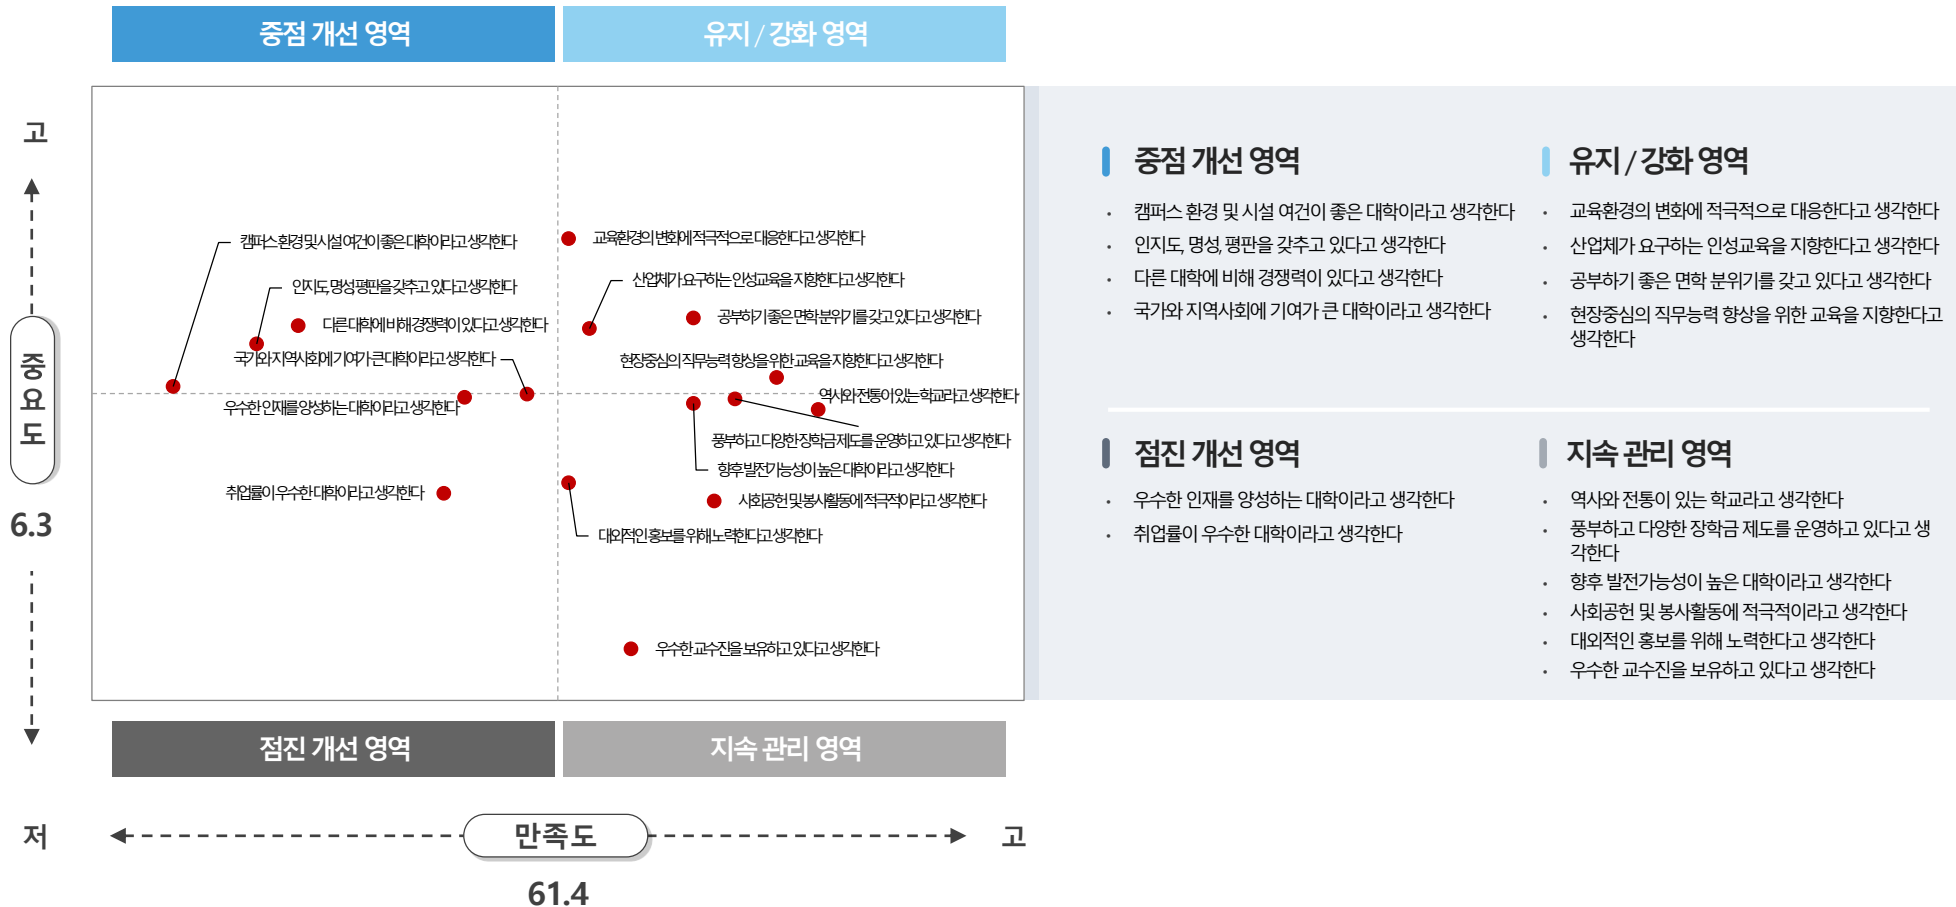 중점 개선 영역
유지 / 강화 영역
고
중요도
6.3
저
캠퍼스 환경 및 시설 여건이 좋은 대학이라고 생각한다
인지도, 명성, 평판을 갖추고 있다고 생각한다
다른 대학에 비해 경쟁력이 있다고 생각한다
국가와 지역사회에 기여가 큰 대학이라고 생각한다
우수한 인재를 양성하는 대학이라고 생각한다
취업률이 우수한 대학이라고 생각한다
교육환경의 변화에 적극적으로 대응한다고 생각한다
산업체가 요구하는 인성교육을 지향한다고 생각한다
공부하기 좋은 면학 분위기를 갖고 있다고 생각한다
현장중심의 직무능력 향상을 위한 교육을 지향한다고 생각한다
역사와 전통이 있는 학교라고 생각한다
풍부하고 다양한 장학금 제도를 운영하고 있다고 생각한다
향후 발전가능성이 높은 대학이라고 생각한다
사회공헌 및 봉사활동에 적극적이라고 생각한다
대외적인 홍보를 위해 노력한다고 생각한다
우수한 교수진을 보유하고 있다고 생각한다
점진 개선 영역
지속 관리 영역
만족도
고
61.4
중점 개선 영역
· 캠퍼스 환경 및 시설 여건이 좋은 대학이라고 생각한다
· 인지도, 명성, 평판을 갖추고 있다고 생각한다
· 다른 대학에 비해 경쟁력이 있다고 생각한다
· 국가와 지역사회에 기여가 큰 대학이라고 생각한다
유지 / 강화 영역
· 교육환경의 변화에 적극적으로 대응한다고 생각한다
· 산업체가 요구하는 인성교육을 지향한다고 생각한다
· 공부하기 좋은 면학 분위기를 갖고 있다고 생각한다
· 현장중심의 직무능력 향상을 위한 교육을 지향한다고
생각한다
점진 개선 영역
· 우수한 인재를 양성하는 대학이라고 생각한다
· 취업률이 우수한 대학이라고 생각한다
지속 관리 영역
· 역사와 전통이 있는 학교라고 생각한다
· 풍부하고 다양한 장학금 제도를 운영하고 있다고 생
각한다
· 향후 발전가능성이 높은 대학이라고 생각한다
· 사회공헌 및 봉사활동에 적극적이라고 생각한다
· 대외적인 홍보를 위해 노력한다고 생각한다
· 우수한 교수진을 보유하고 있다고 생각한다